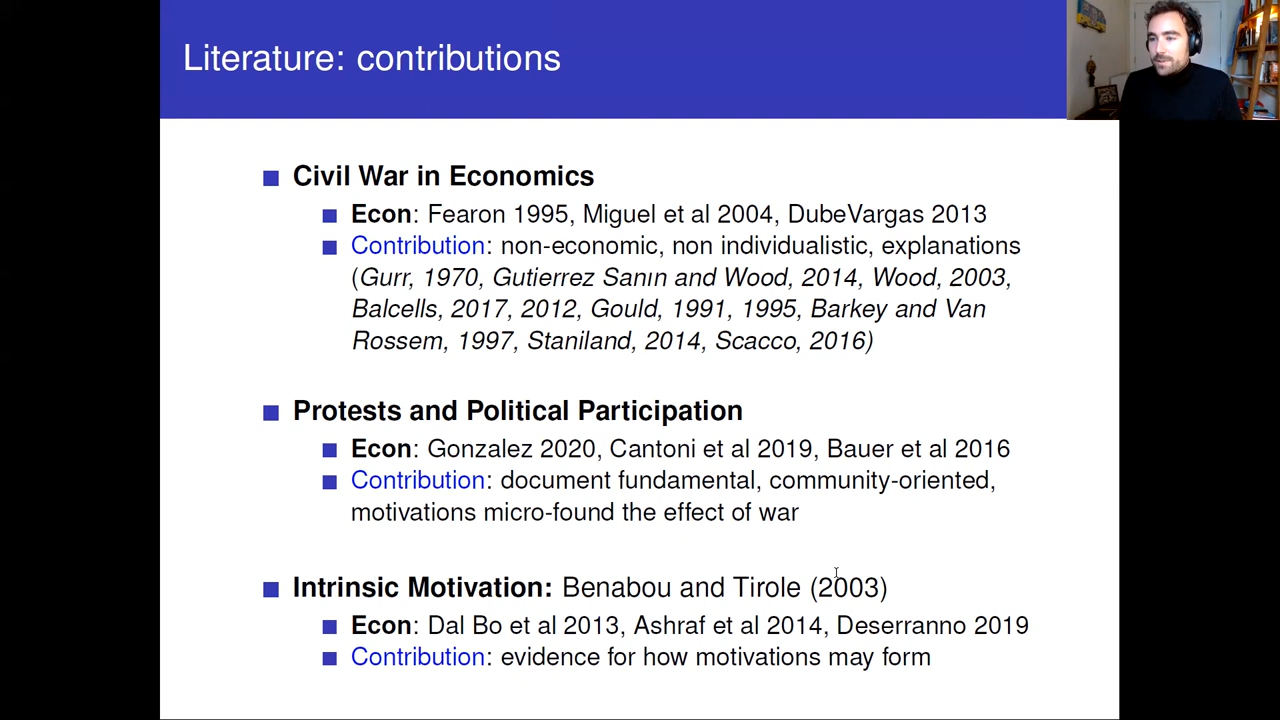 Literature: contributions
Civil War in Economics
Econ: Fearon 1995, Miguel et al 2004, DubeVargas 2013
Contribution: non-economic, non individualistic, explanations
(Gurr, 1970, Gutierrez Sanın and Wood, 2014, Wood, 2003,
Balcells, 2017, 2012, Gould, 1991, 1995, Barkey and Van
Rossem, 1997, Staniland, 2014, Scacco, 2016)
Protests and Political Participation
Econ: Gonzalez 2020, Cantoni et al 2019, Bauer et al 2016
Contribution: document fundamental, community-oriented,
motivations micro-found the effect of war
Intrinsic Motivation: Benabou and Tirole (2003)
Econ: Dal Bo et al 2013, Ashraf et al 2014, Deserranno 2019
Contribution: evidence for how motivations may form